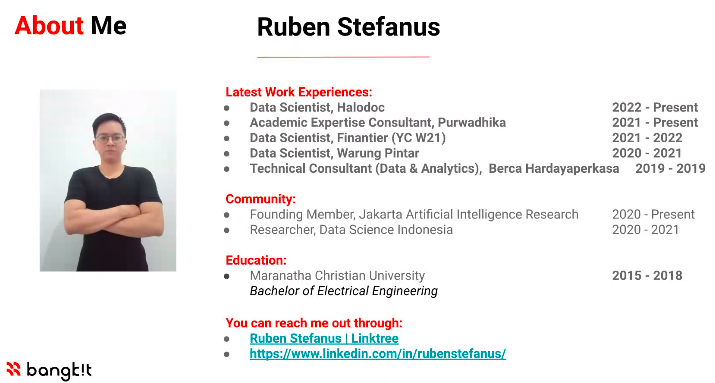 About Me
Ruben Stefanus
Latest Work Experiences:
● Data Scientist, Halodoc 2022 - Present
● Academic Expertise Consultant, Purwadhika 2021 - Present
● Data Scientist, Finantier (YC W21) 2021 - 2022
● Data Scientist, Warung Pintar 2020 - 2021
● Technical Consultant (Data & Analytics), Berca Hardayaperkasa 2019 - 2019
Community:
● Founding Member, Jakarta Artificial Intelligence Research 2020 - Present
● Researcher, Data Science Indonesia 2020 - 2021
Education:
● Maranatha Christian University 2015 - 2018
Bachelor of Electrical Engineering
You can reach me out through:
● Ruben Stefanus | Linktree
● https://www.linkedin.com/in/rubenstefanus/
bangt!t